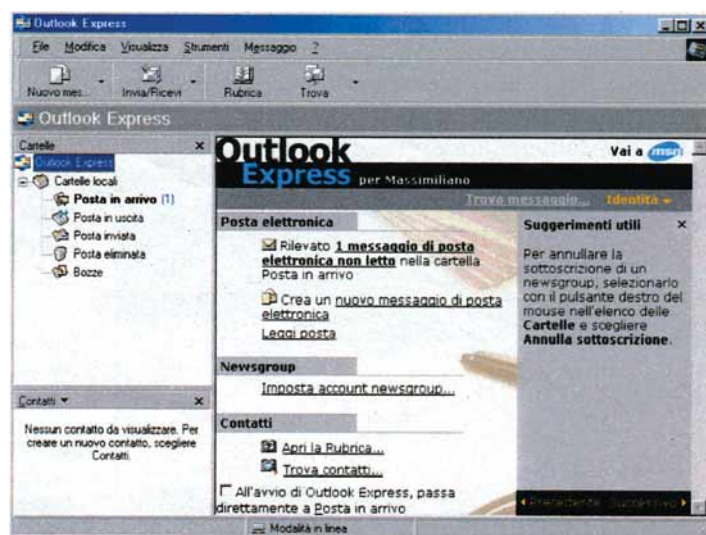 Outlook Express
File Modifica Visualizza Strumenti Messaggio ?
Nuovo mes... Invia/Ricevi Rubrica Trova
Outlook Express
Cartelle
Outlook Express
Cartelle locali
Posta in arrivo (1)
Posta in uscita
Posta inviata
Posta eliminata
Bozze
Contatti
Nessun contatto da visualizzare. Per
creare un nuovo contatto, scegliere
Contatti.
Outlook
Express per Massimiliano
Vai a msn
Trova messaggio... Identità
Posta elettronica
Rilevato 1 messaggio di posta
elettronica non letto nella cartella
Posta in arrivo
Crea un nuovo messaggio di posta
elettronica
Leggi posta
Newsgroup
Imposta account newsgroup...
Contatti
Apri la Rubrica...
Trova contatti...
All'avvio di Outlook Express, passa
direttamente a Posta in arrivo
Suggerimenti utili
Per annullare la
sottoscrizione di un
newsgroup, selezionarlo
con il pulsante destro del
mouse nell'elenco delle
Cartelle e scegliere
Annulla sottoscrizione.
Precedente Successivo
Modalità in linea